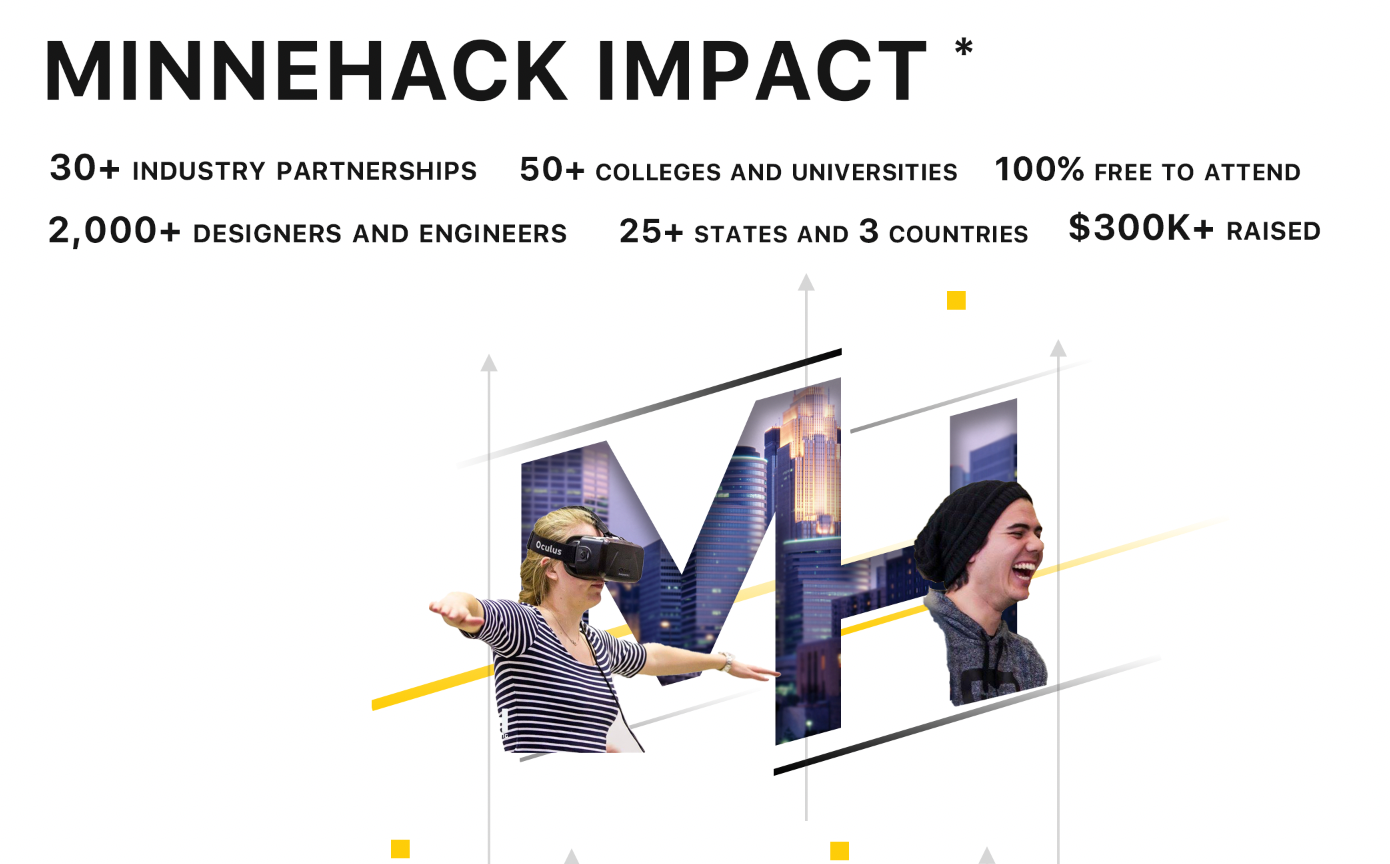 MINNEHACK IMPACT *
30+ INDUSTRY PARTNERSHIPS 50+ COLLEGES AND UNIVERSITIES 100% FREE TO ATTEND
2,000+ DESIGNERS AND ENGINEERS 25+ STATES AND 3 COUNTRIES $300K+ RAISED
MH
Oculus